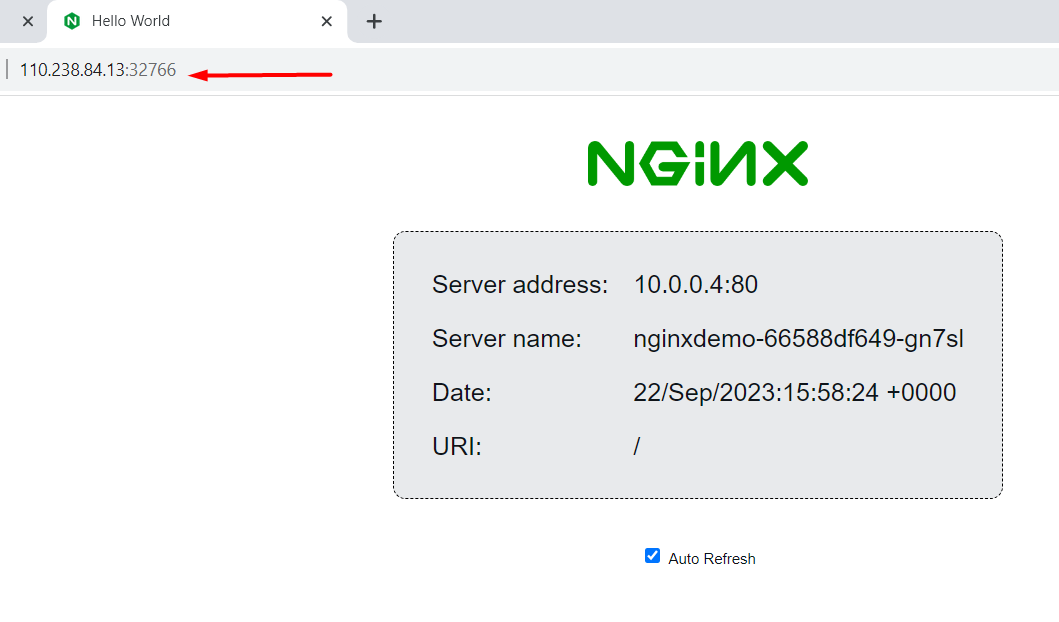 Hello World
110.238.84.13:32766
NGINX
Server address: 10.0.0.4:80
Server name: nginxdemo-66588df649-gn7sl
Date: 22/Sep/2023:15:58:24 +0000
URI: /
Auto Refresh